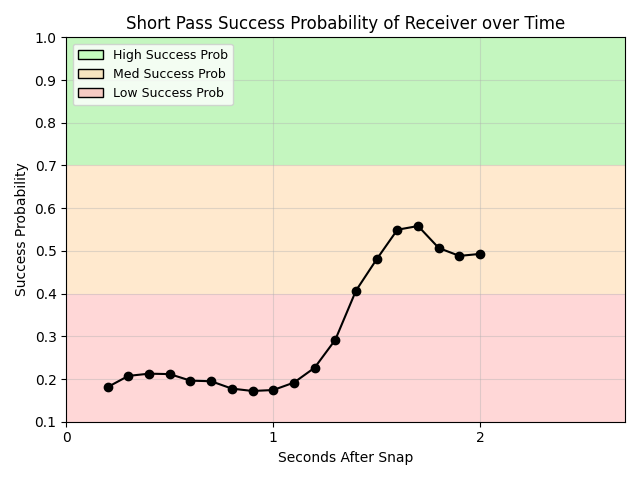 Short Pass Success Probability of Receiver over Time
High Success Prob
Med Success Prob
Low Success Prob
Success Probability
1.0
0.9
0.8
0.7
0.6
0.5
0.4
0.3
0.2
0.1
0 1 2
Seconds After Snap